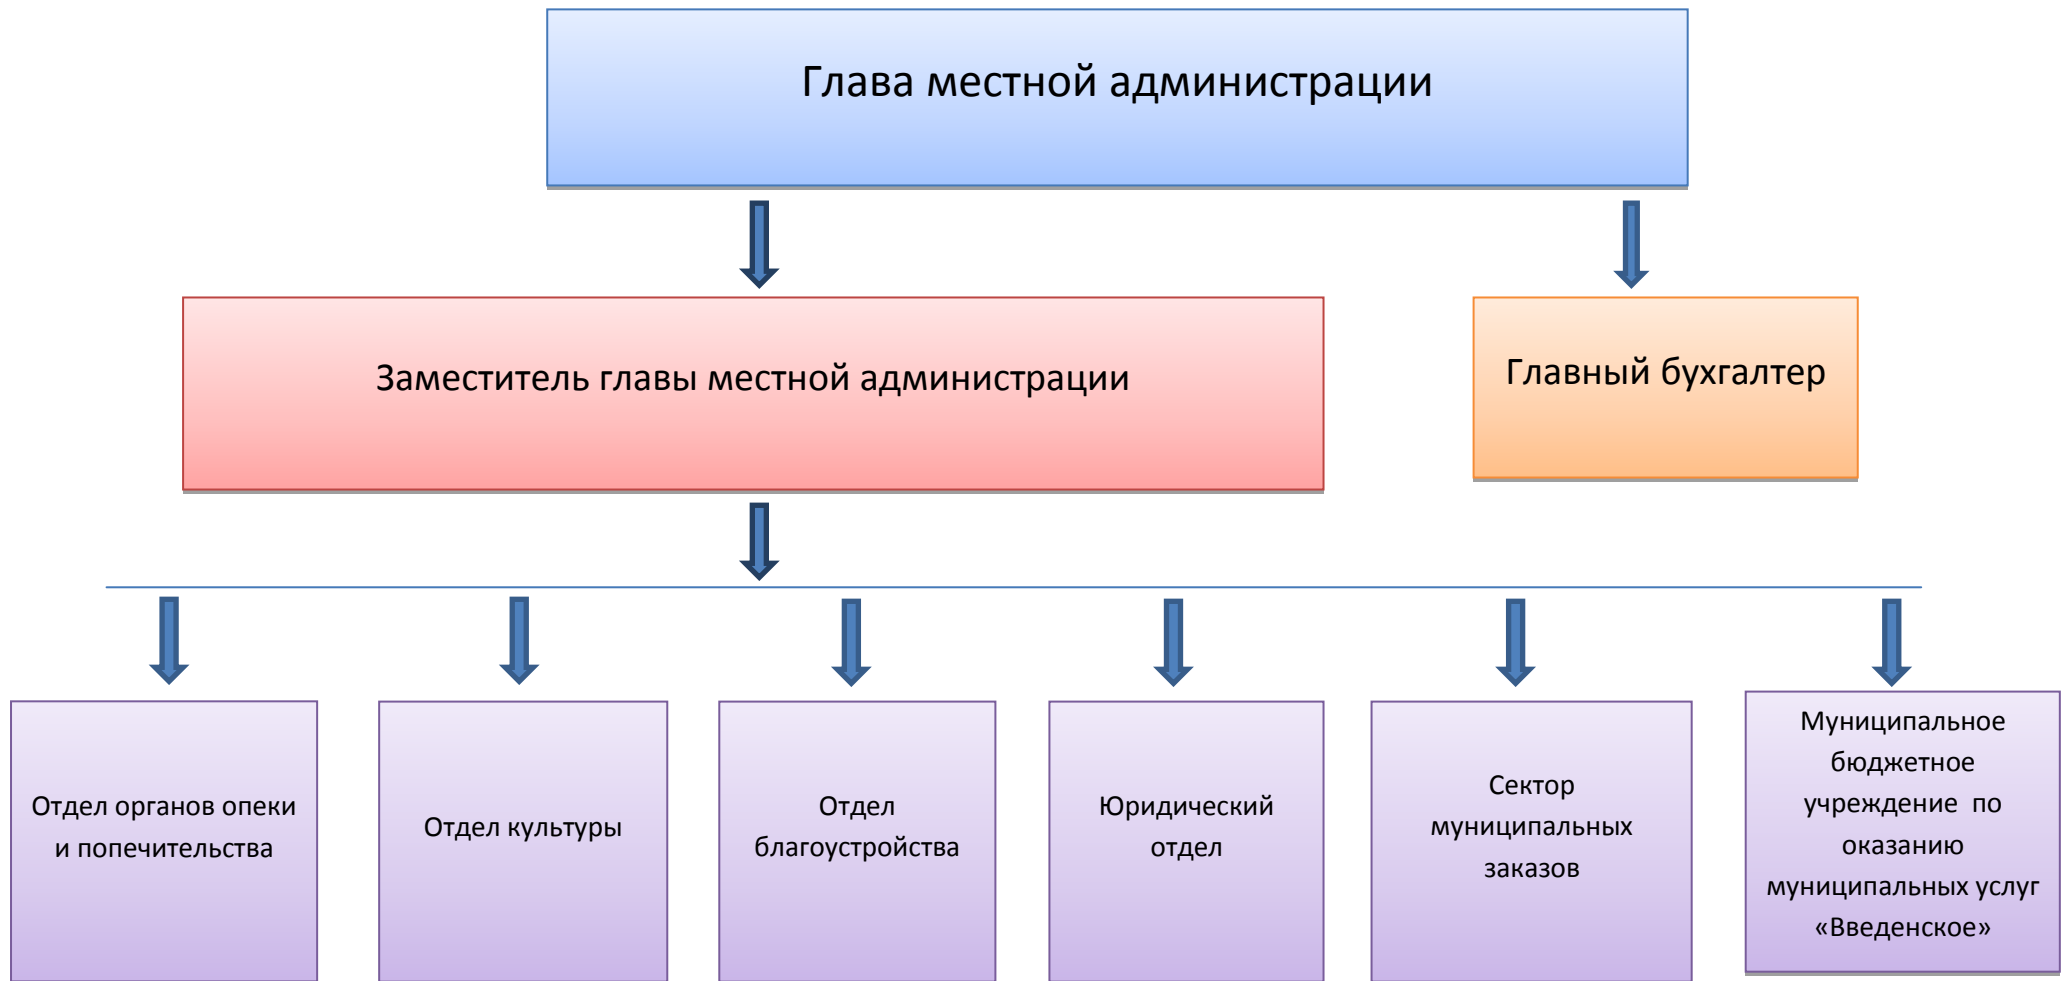 Глава местной администрации
Заместитель главы местной администрации
Главный бухгалтер
Отдел органов опеки
и попечительства
Отдел культуры
Отдел
благоустройства
Юридический
отдел
Сектор
муниципальных
заказов
Муниципальное
бюджетное
учреждение по
оказанию
муниципальных услуг
«Введенское»